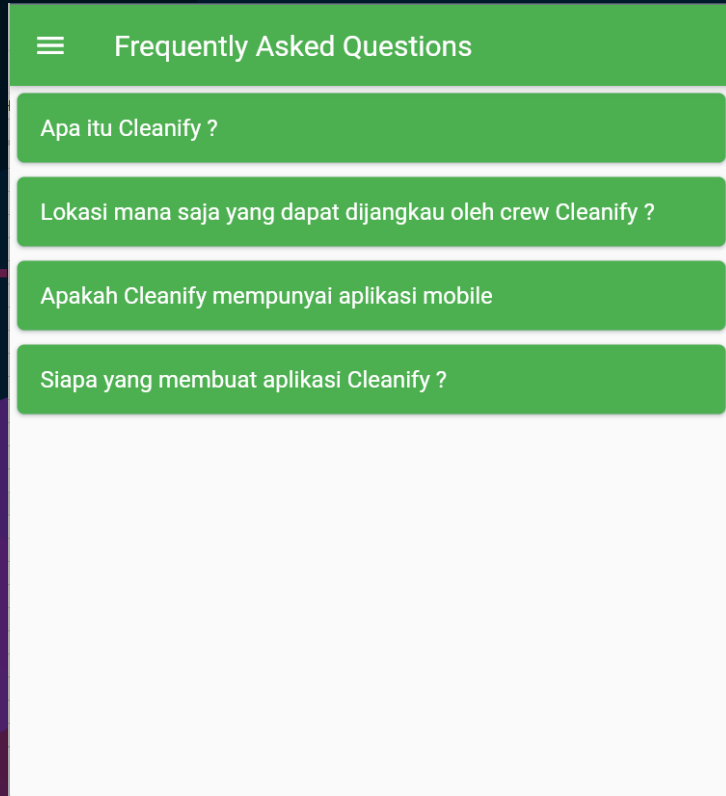 Frequently Asked Questions
Apa itu Cleanify ?
Lokasi mana saja yang dapat dijangkau oleh crew Cleanify ?
Apakah Cleanify mempunyai aplikasi mobile
Siapa yang membuat aplikasi Cleanify ?